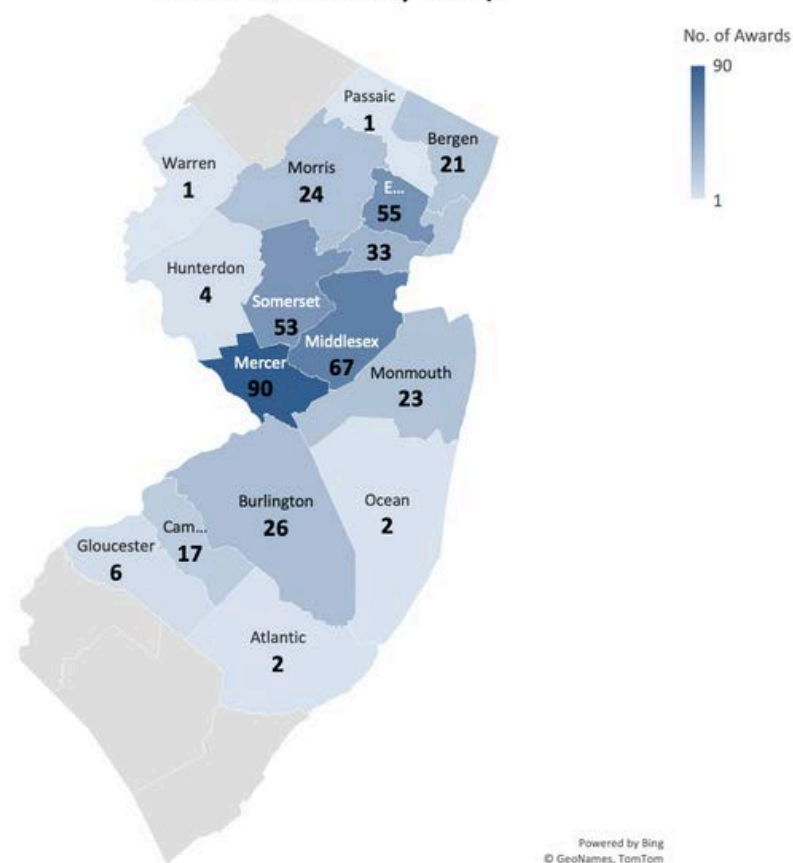 No. of Awards
90
1
Passaic
1
Bergen
21
Warren
1
Morris
24
E...
55
33
Hunterdon
4
Somerset
53
Middlesex
67
Mercer
90
Monmouth
23
Burlington
26
Ocean
2
Cam...
17
Gloucester
6
Atlantic
2
Powered by Bing
© GeoNames, TomTom